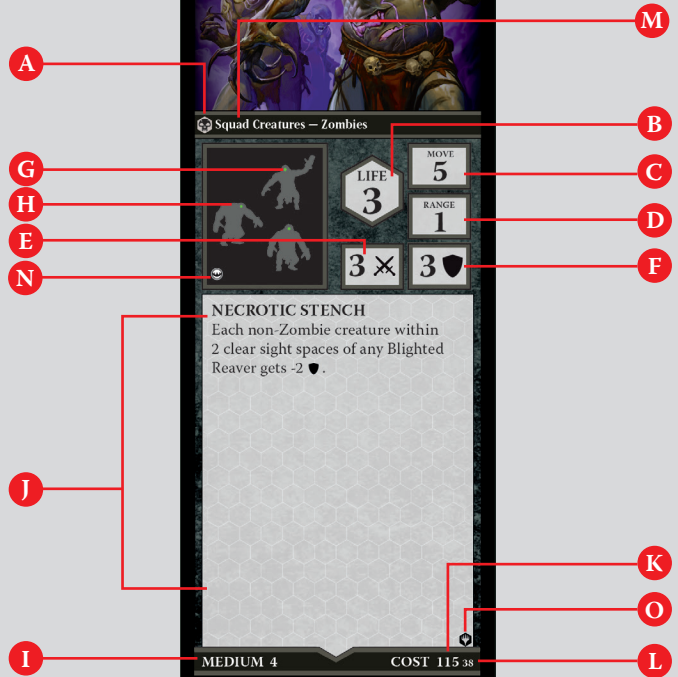 M
A
Squad Creatures — Zombies
B
G
LIFE
3
MOVE
5
C
H
RANGE
1
D
E
3
3
F
N
NECROTIC STENCH
Each non-Zombie creature within
2 clear sight spaces of any Blighted
Reaver gets -2 .
J
K
O
I
MEDIUM 4
COST 115 38
L